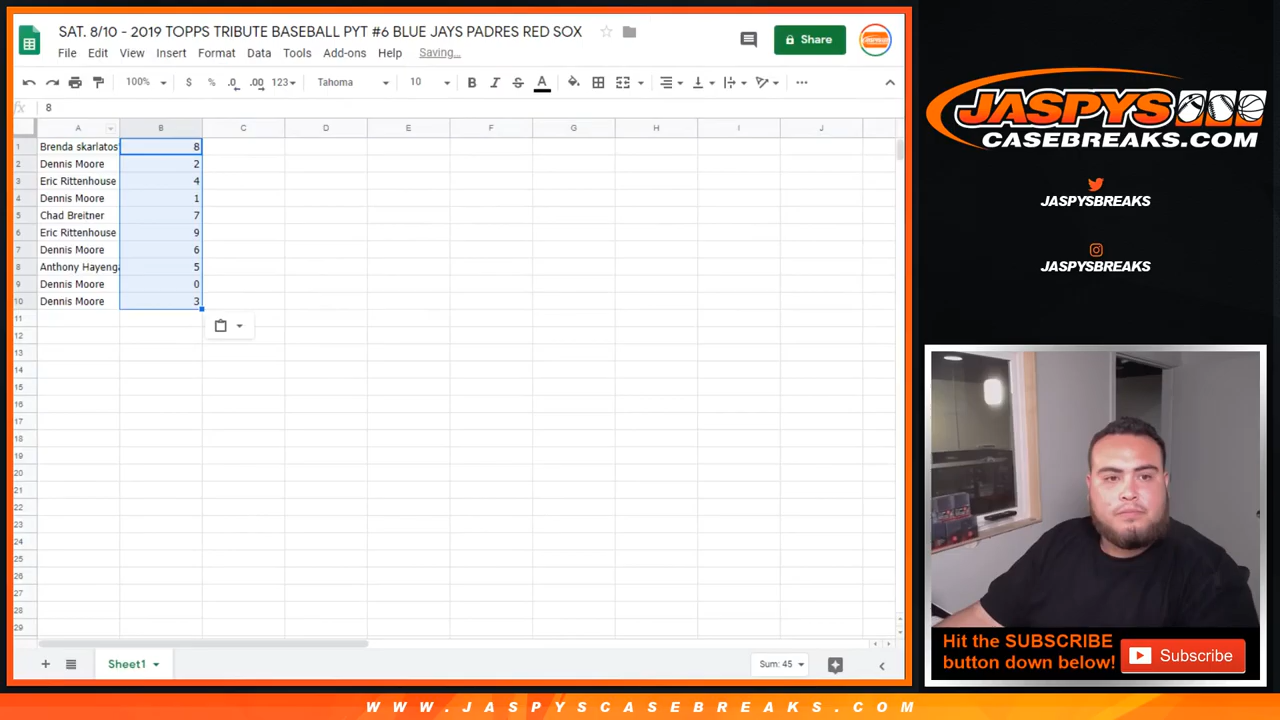 SAT. 8/10 - 2019 TOPPS TRIBUTE BASEBALL PYT #6 BLUE JAYS PADRES RED SOX
File Edit View Insert Format Data Tools Add-ons Help Saving...
Share
100% $ % .0 .00 123 Tahoma 10 B I S A
fx 8
A B C D E F G H I J
1 Brenda skarlatos 8
2 Dennis Moore 2
3 Eric Rittenhouse 4
4 Dennis Moore 1
5 Chad Breitner 7
6 Eric Rittenhouse 9
7 Dennis Moore 6
8 Anthony Hayenga 5
9 Dennis Moore 0
10 Dennis Moore 3
11
12
13
14
15
16
17
18
19
20
21
22
23
24
25
26
27
28
29
Sheet1
Sum: 45
JASPYS
CASEBREAKS.COM
JASPYSBREAKS
JASPYSBREAKS
Hit the SUBSCRIBE
button down below!
Subscribe
WWW.JASPYSCASEBREAKS.COM